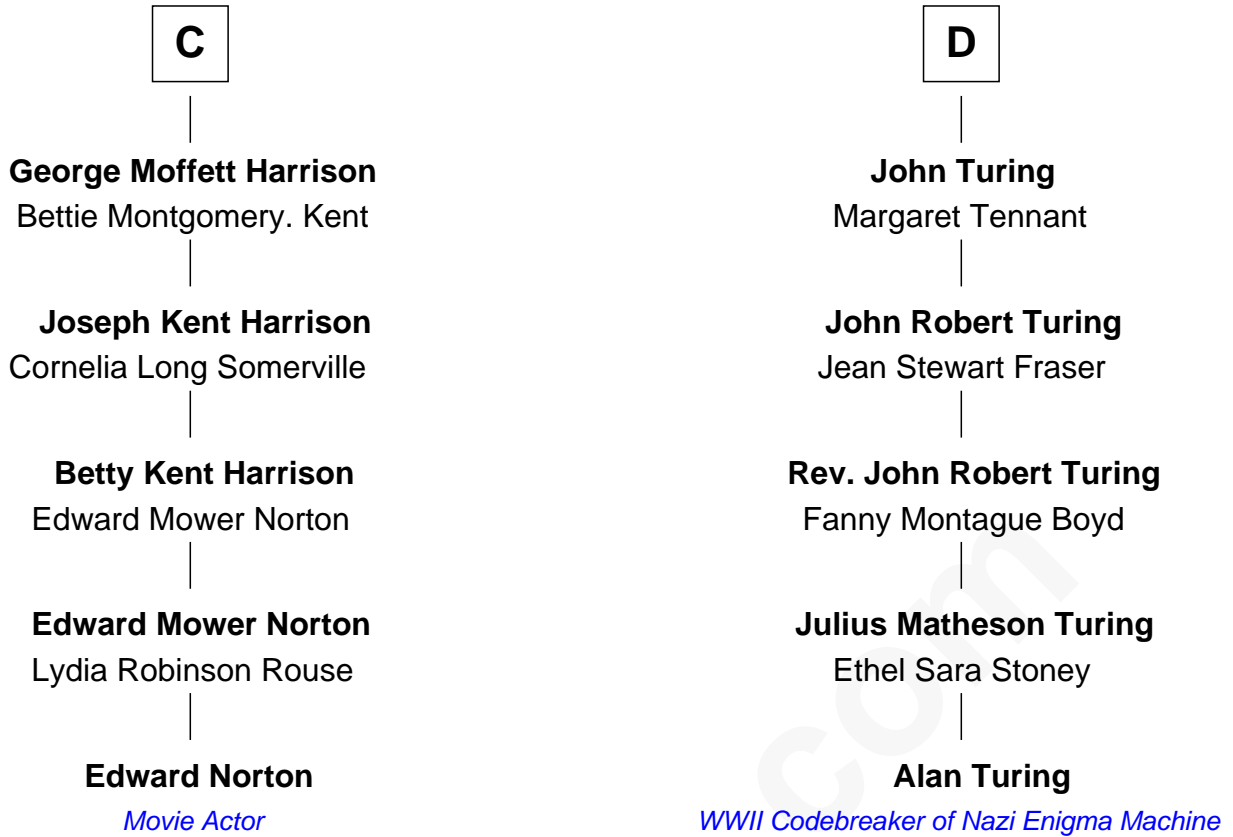 C
George Moffett Harrison
Bettie Montgomery. Kent
Joseph Kent Harrison
Cornelia Long Somerville
Betty Kent Harrison
Edward Mower Norton
Edward Mower Norton
Lydia Robinson Rouse
Edward Norton
Movie Actor
D
John Turing
Margaret Tennant
John Robert Turing
Jean Stewart Fraser
Rev. John Robert Turing
Fanny Montague Boyd
Julius Matheson Turing
Ethel Sara Stoney
Alan Turing
WWII Codebreaker of Nazi Enigma Machine
com